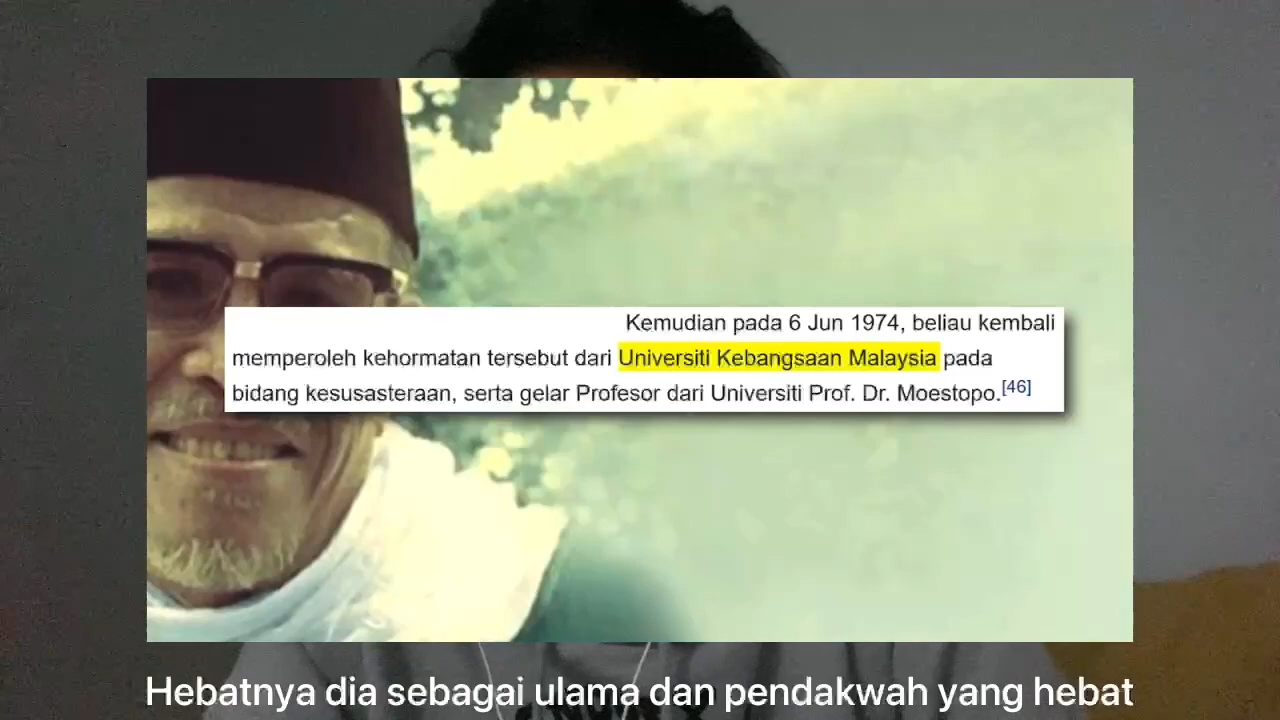 Kemudian pada 6 Jun 1974, beliau kembali
memperoleh kehormatan tersebut dari Universiti Kebangsaan Malaysia pada
bidang kesusasteraan, serta gelar Profesor dari Universiti Prof. Dr. Moestopo.[46]
Hebatnya dia sebagai ulama dan pendakwah yang hebat